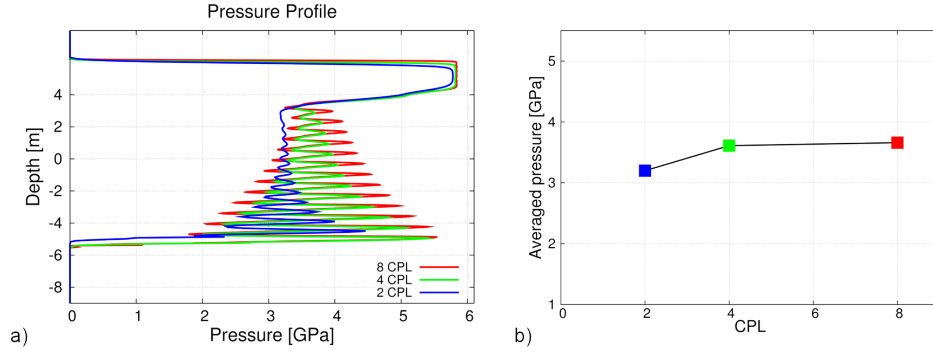 Pressure Profile
Depth [m]
4
2
0
-2
-4
-6
-8
8 CPL
4 CPL
2 CPL
0 1 2 3 4 5 6
Pressure [GPa]
a)
Averaged pressure [GPa]
5
4
3
2
1
0 2 4 6 8
CPL
b)